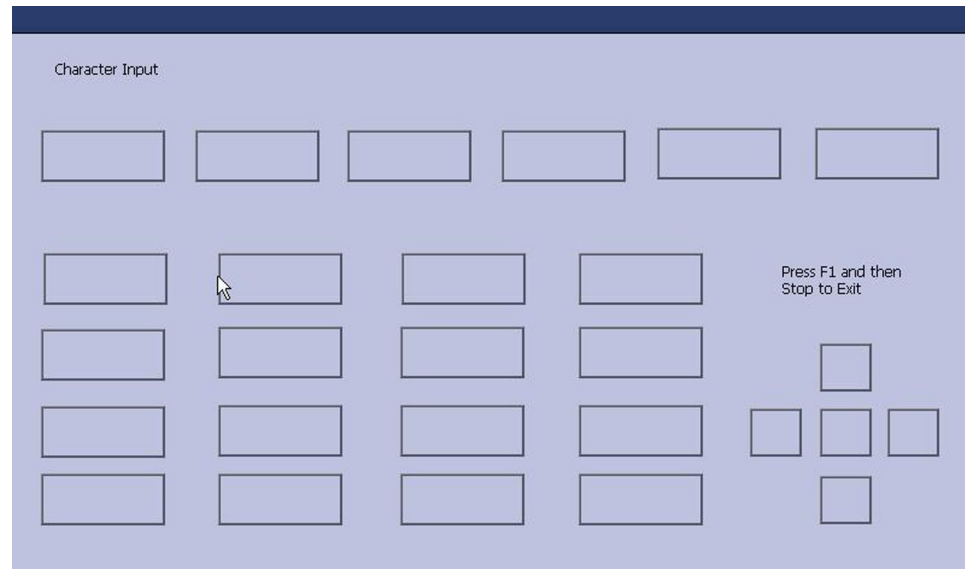 Character Input
Press F1 and then
Stop to Exit